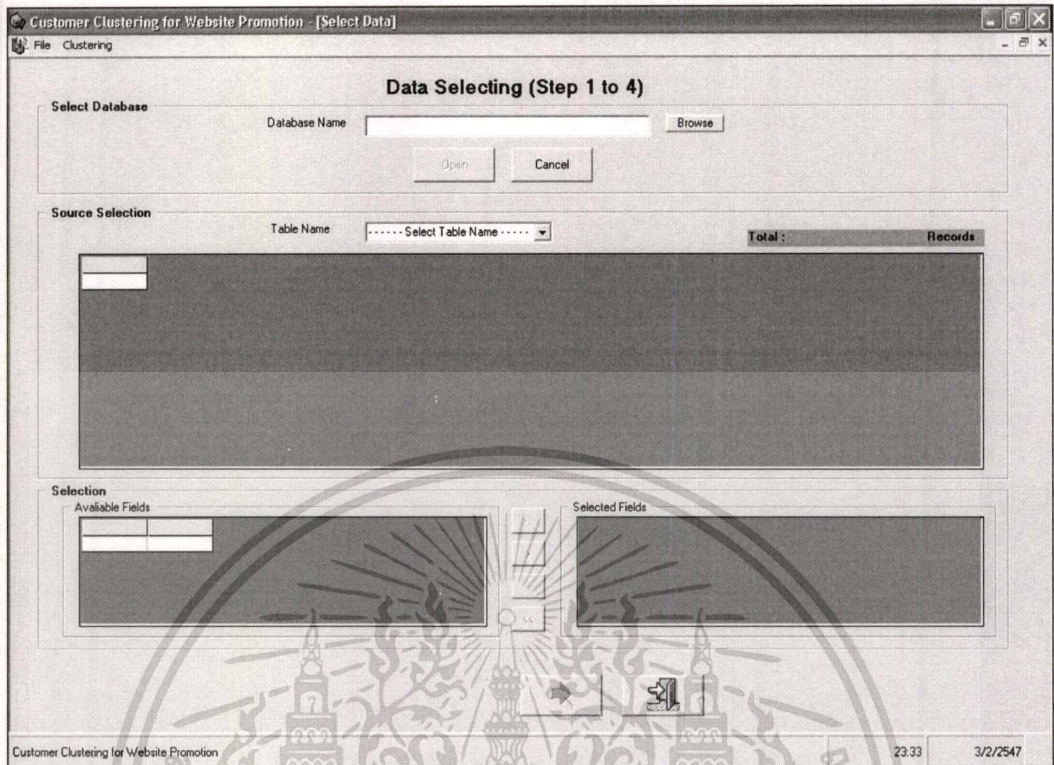 Customer Clustering for Website Promotion - [Select Data]
File Clustering
Data Selecting (Step 1 to 4)
Select Database
Database Name
Browse
Open Cancel
Source Selection
Table Name
------ Select Table Name -----
Total : Records
Selection
Avaliable Fields
Selected Fields
<<
Customer Clustering for Website Promotion 23:33 3/2/2547